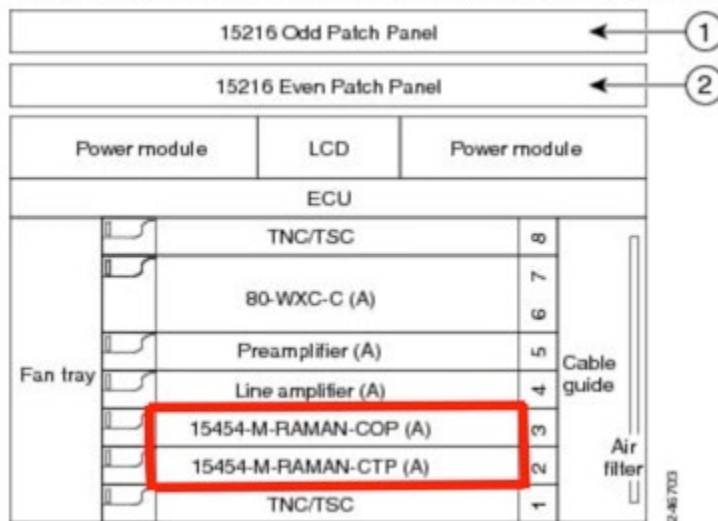 15216 Odd Patch Panel
1
15216 Even Patch Panel
2
Power module
LCD
Power module
ECU
TNC/TSC
8
7
80-WXC-C (A)
6
Preamplifier (A)
5
Fan tray
Cable
guide
Line amplifier (A)
4
15454-M-RAMAN-COP (A)
3
Air
filter
15454-M-RAMAN-CTP (A)
2
TNC/TSC
1
246703